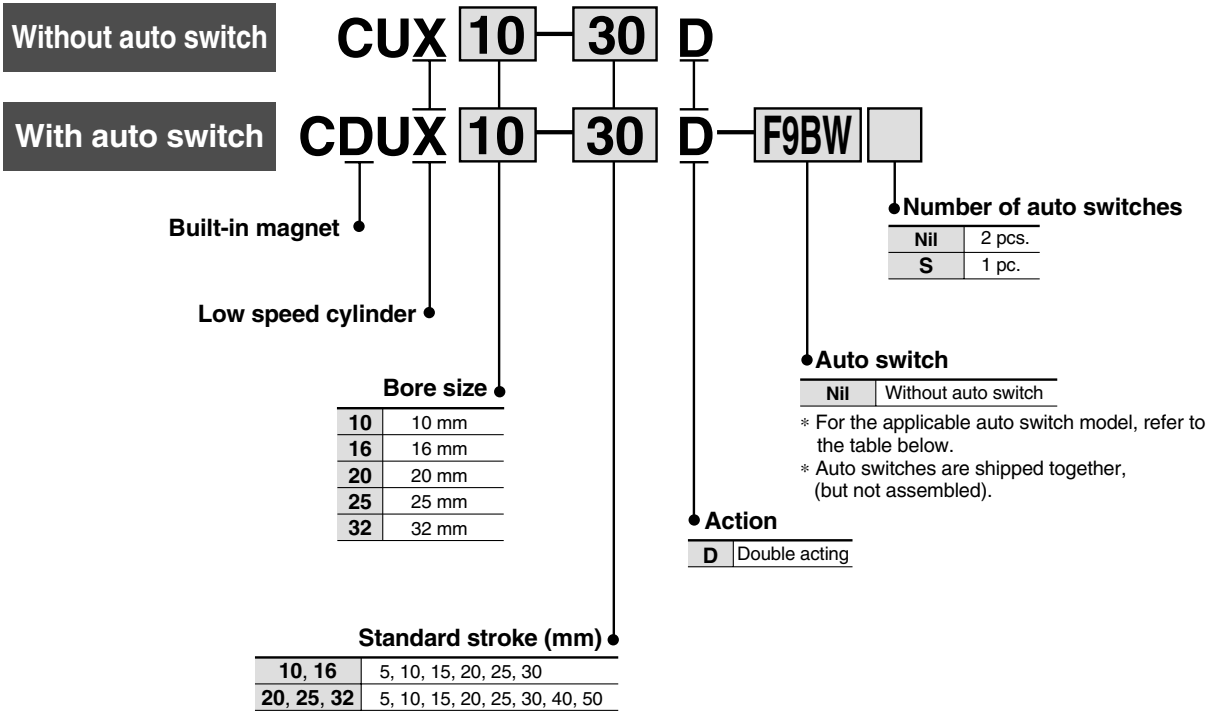 Without auto switch CUX 10 — 30 D
With auto switch CDUX 10 — 30 D — F9BW
Built-in magnet
Number of auto switches
Nil 2 pcs.
S 1 pc.
Low speed cylinder
Auto switch
Nil Without auto switch
* For the applicable auto switch model, refer to
the table below.
* Auto switches are shipped together,
(but not assembled).
Bore size
10 10 mm
16 16 mm
20 20 mm
25 25 mm
32 32 mm
Action
D Double acting
Standard stroke (mm)
10, 16 5, 10, 15, 20, 25, 30
20, 25, 32 5, 10, 15, 20, 25, 30, 40, 50